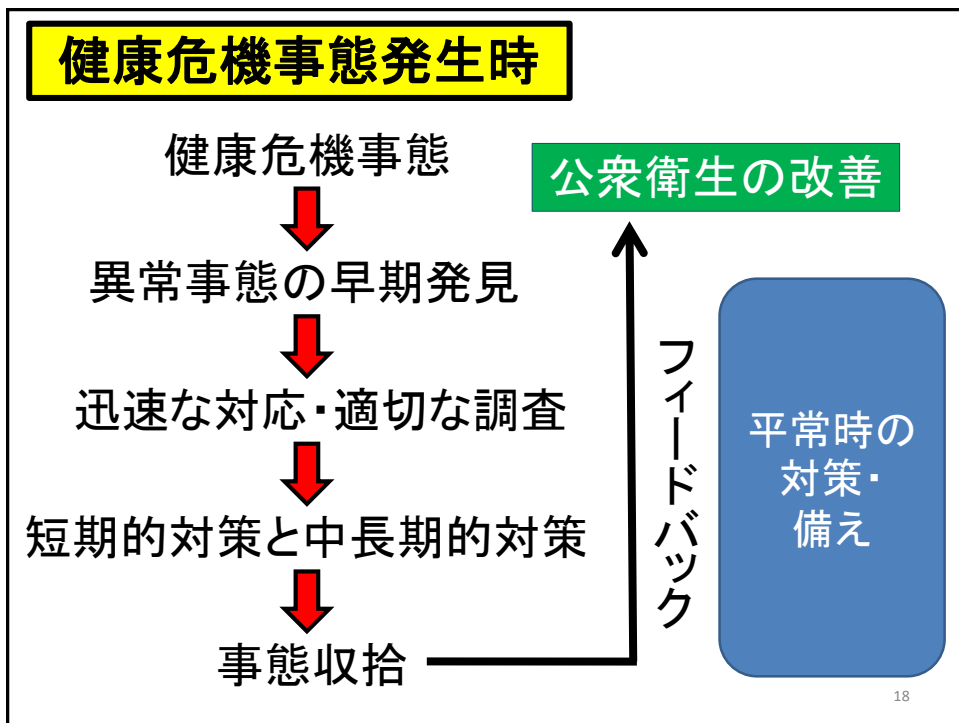 健康危機事態発生時
健康危機事態
異常事態の早期発見
迅速な対応・適切な調査
短期的対策と中長期的対策
事態収拾
フィードバック
公衆衛生の改善
平常時の
対策・
備え
18